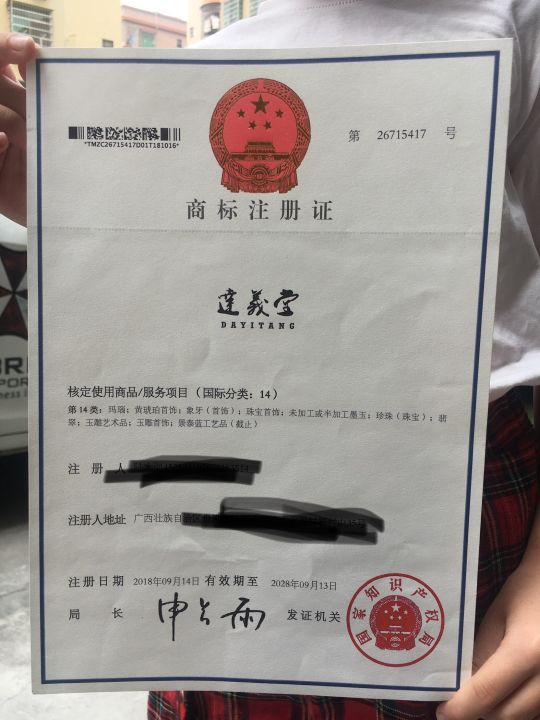 *TMZC26715417D01T181016*
第 26715417 号
商标注册证
達義堂
DAYITANG
核定使用商品/服务项目（国际分类：14）
第14类：玛瑙；黄琥珀首饰；象牙（首饰）；珠宝首饰；未加工或半加工墨玉；珍珠（珠宝）；翡
翠；玉雕艺术品；玉雕首饰；景泰蓝工艺品（截止）
注册人
注册人地址 广西壮族自治区
注册日期 2018年09月14日 有效期至 2028年09月13日
局长 申长雨 发证机关
国家知识产权局